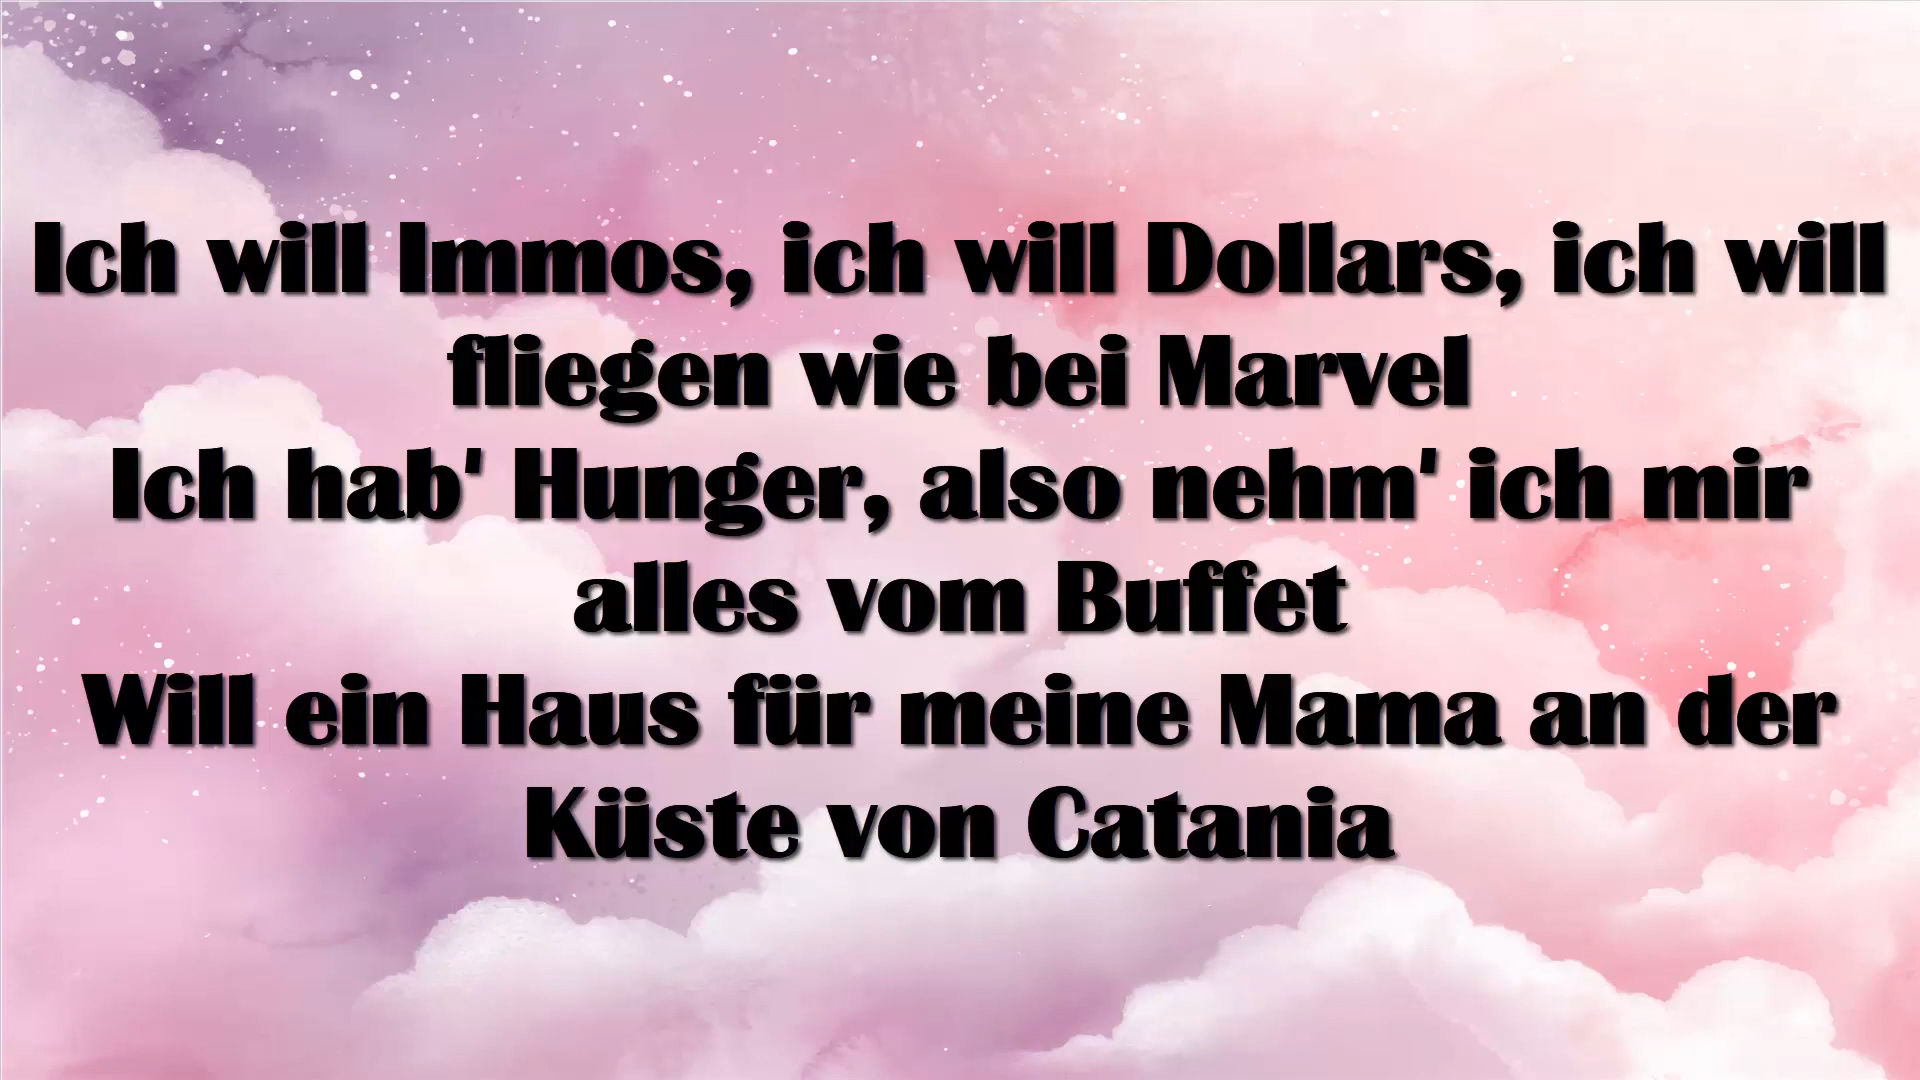 Ich will Immos, ich will Dollars, ich will
fliegen wie bei Marvel
Ich hab' Hunger, also nehm' ich mir
alles vom Buffet
Will ein Haus für meine Mama an der
Küste von Catania